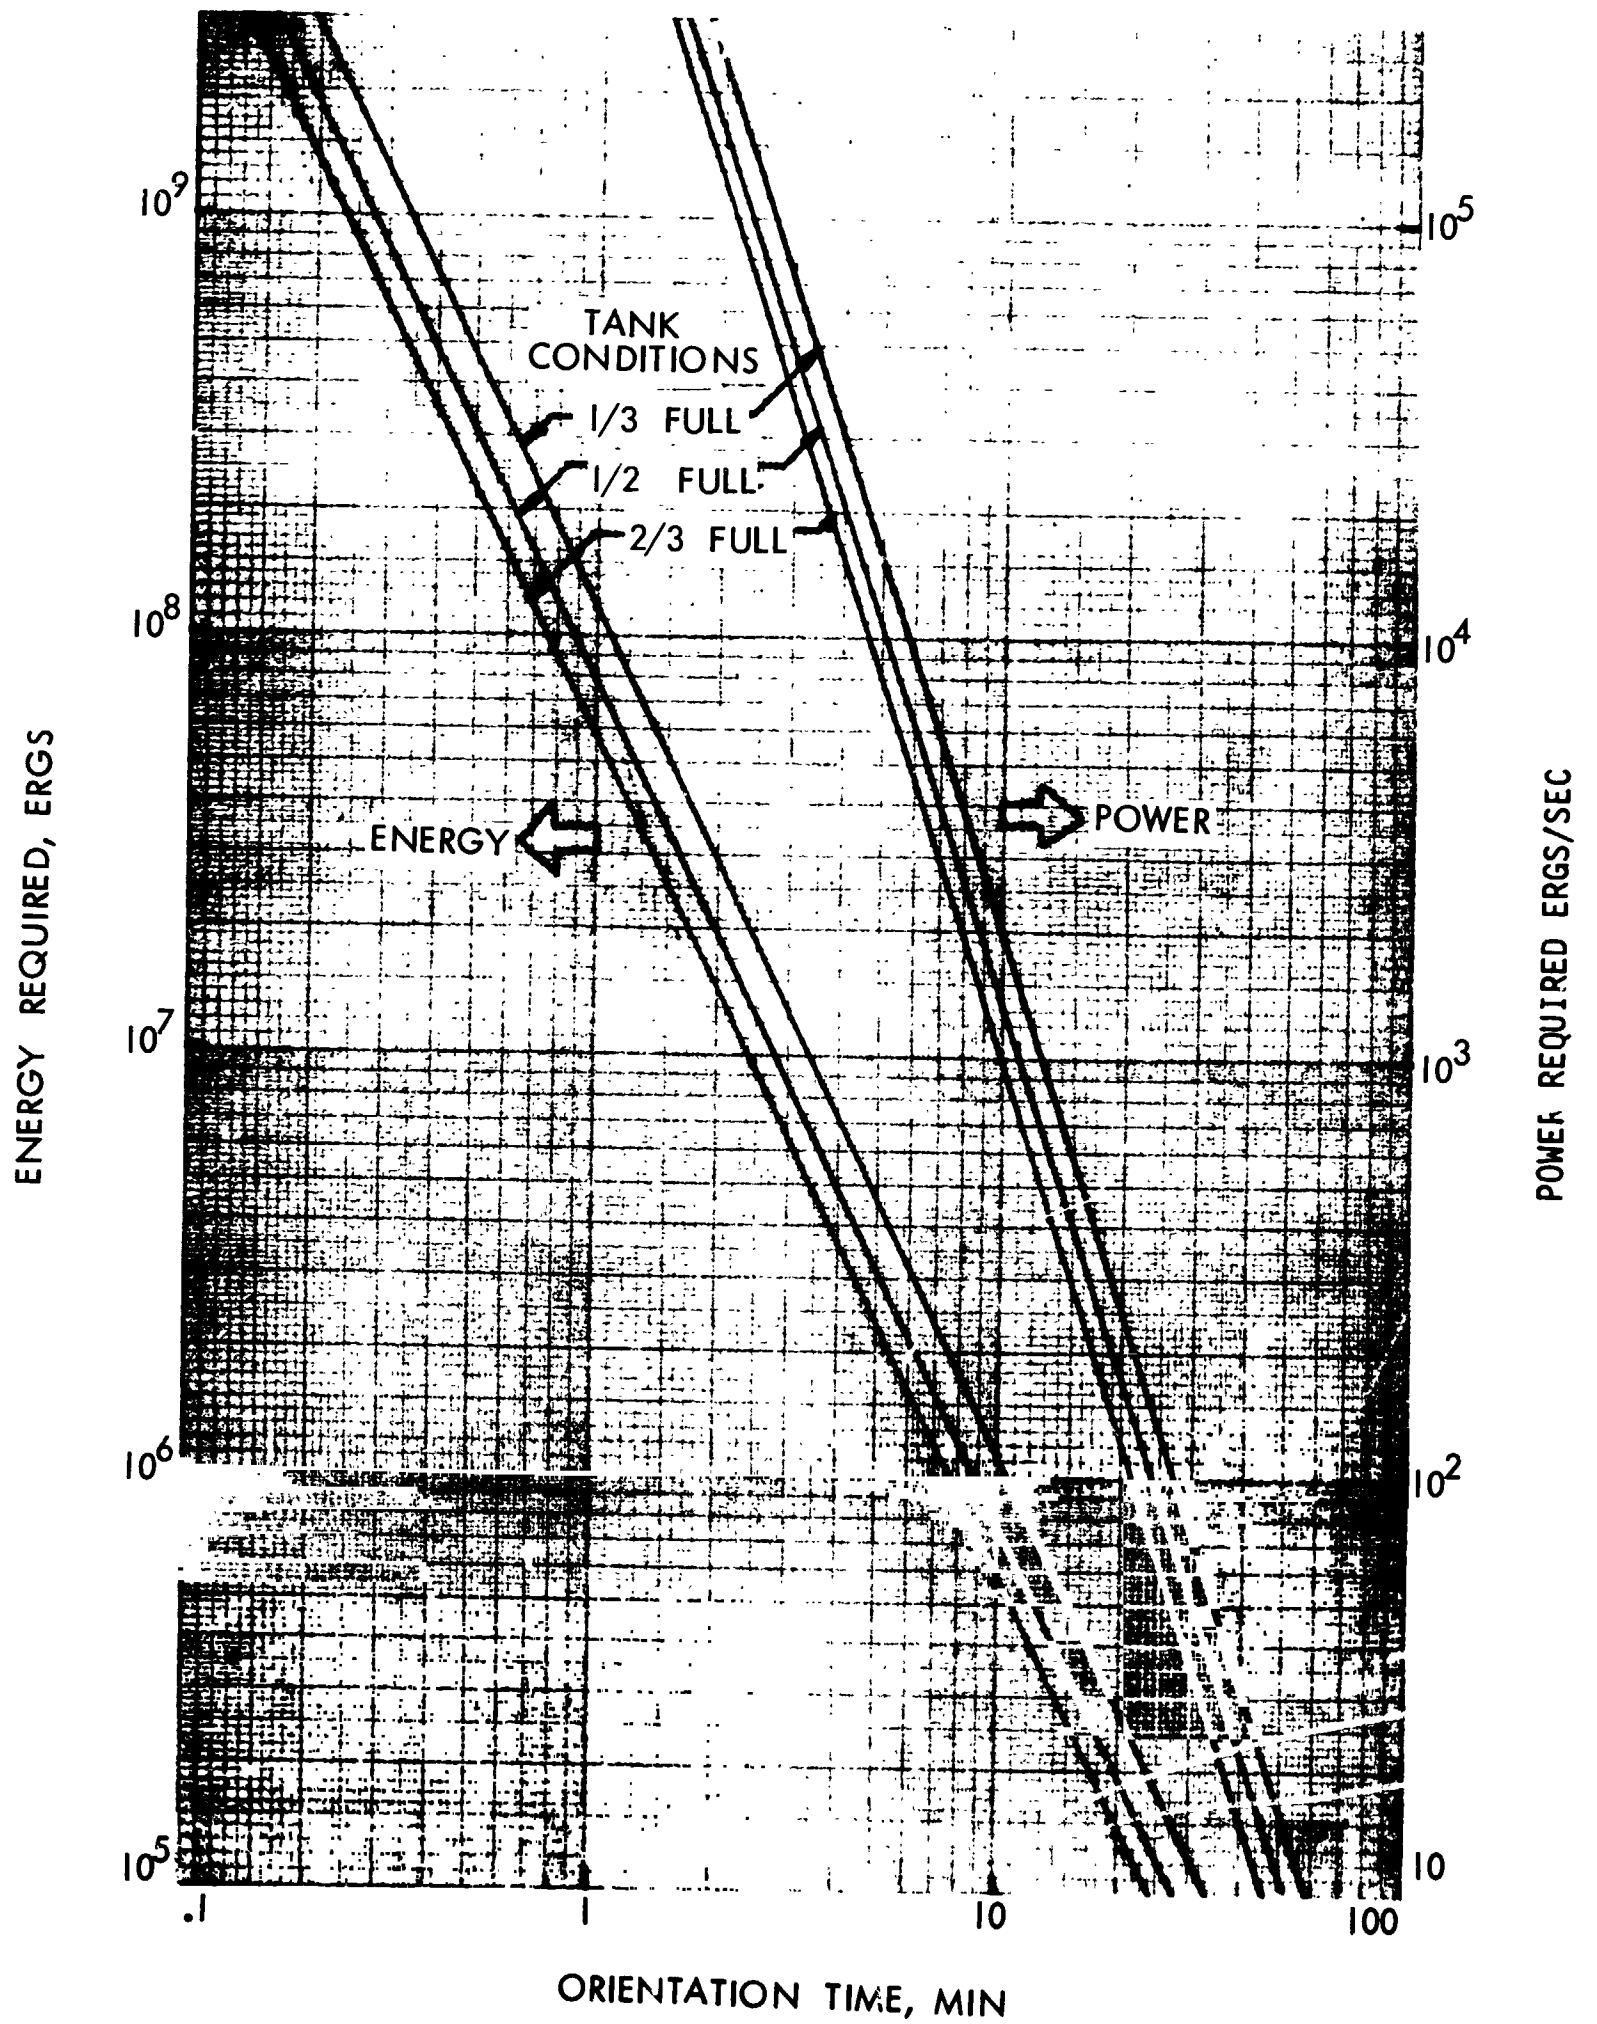 ENERGY REQUIRED, ERGS
10^9
10^8
10^7
10^6
10^5
TANK
CONDITIONS
1/3 FULL
1/2 FULL
2/3 FULL
ENERGY
POWER
10^5
10^4
10^3
10^2
10
POWER REQUIRED ERGS/SEC
.1
1
10
100
ORIENTATION TIME, MIN